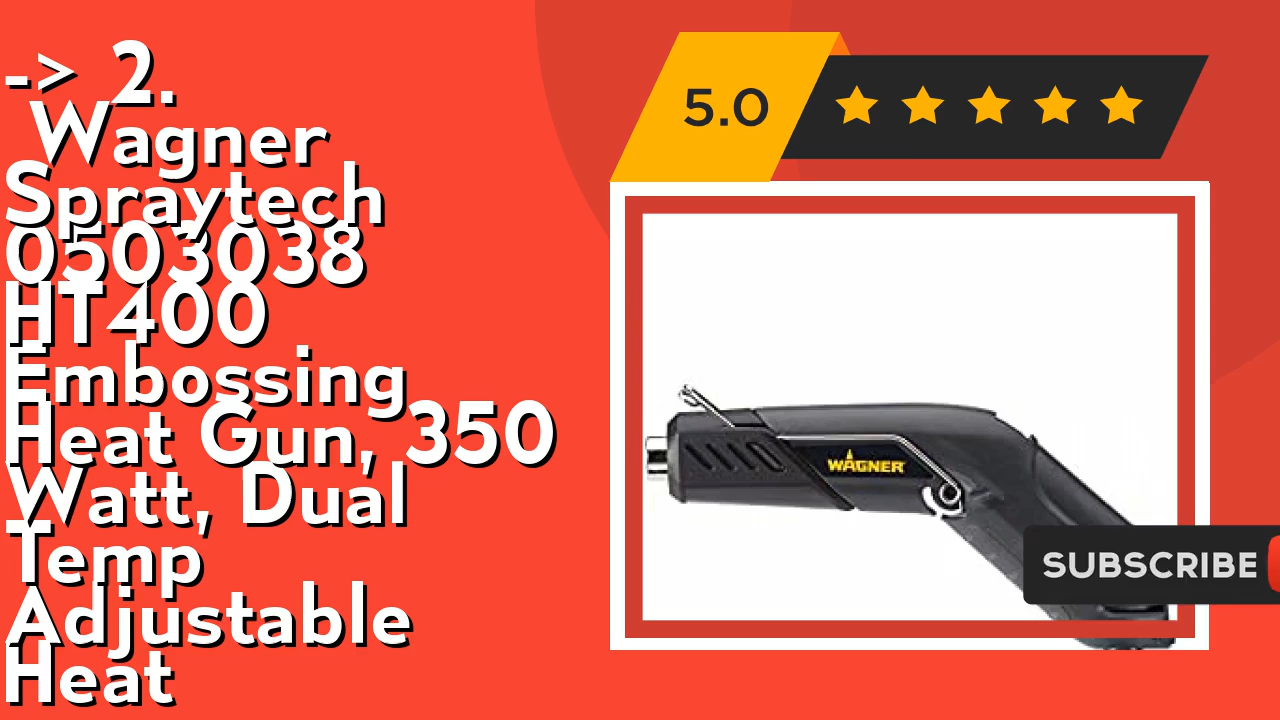 -> 2.
Wagner
Spraytech
0503038
HT400
Embossing
Heat Gun, 350
Watt, Dual
Temp
Adjustable
Heat
5.0
WAGNER
SUBSCRIBE